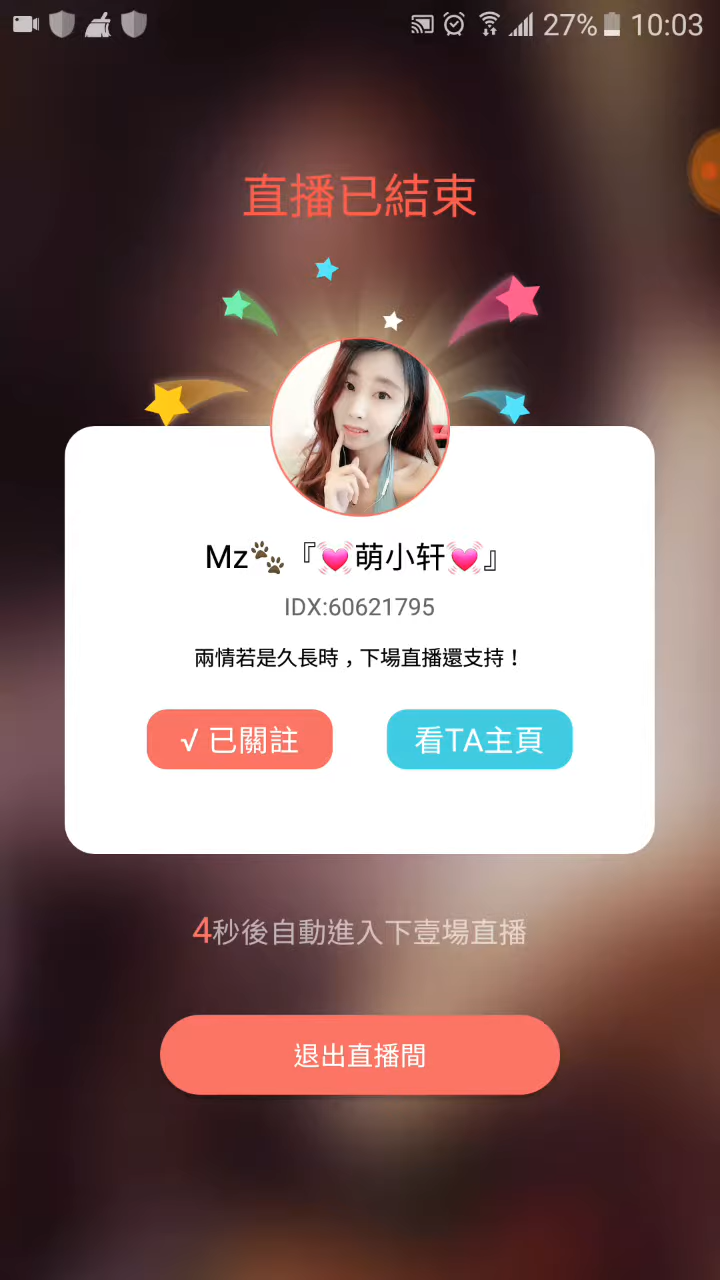 27% 10:03
直播已結束
Mz🐾『💓萌小轩💓』
IDX:60621795
兩情若是久長時，下場直播還支持！
√ 已關註
看TA主頁
4秒後自動進入下壹場直播
退出直播間